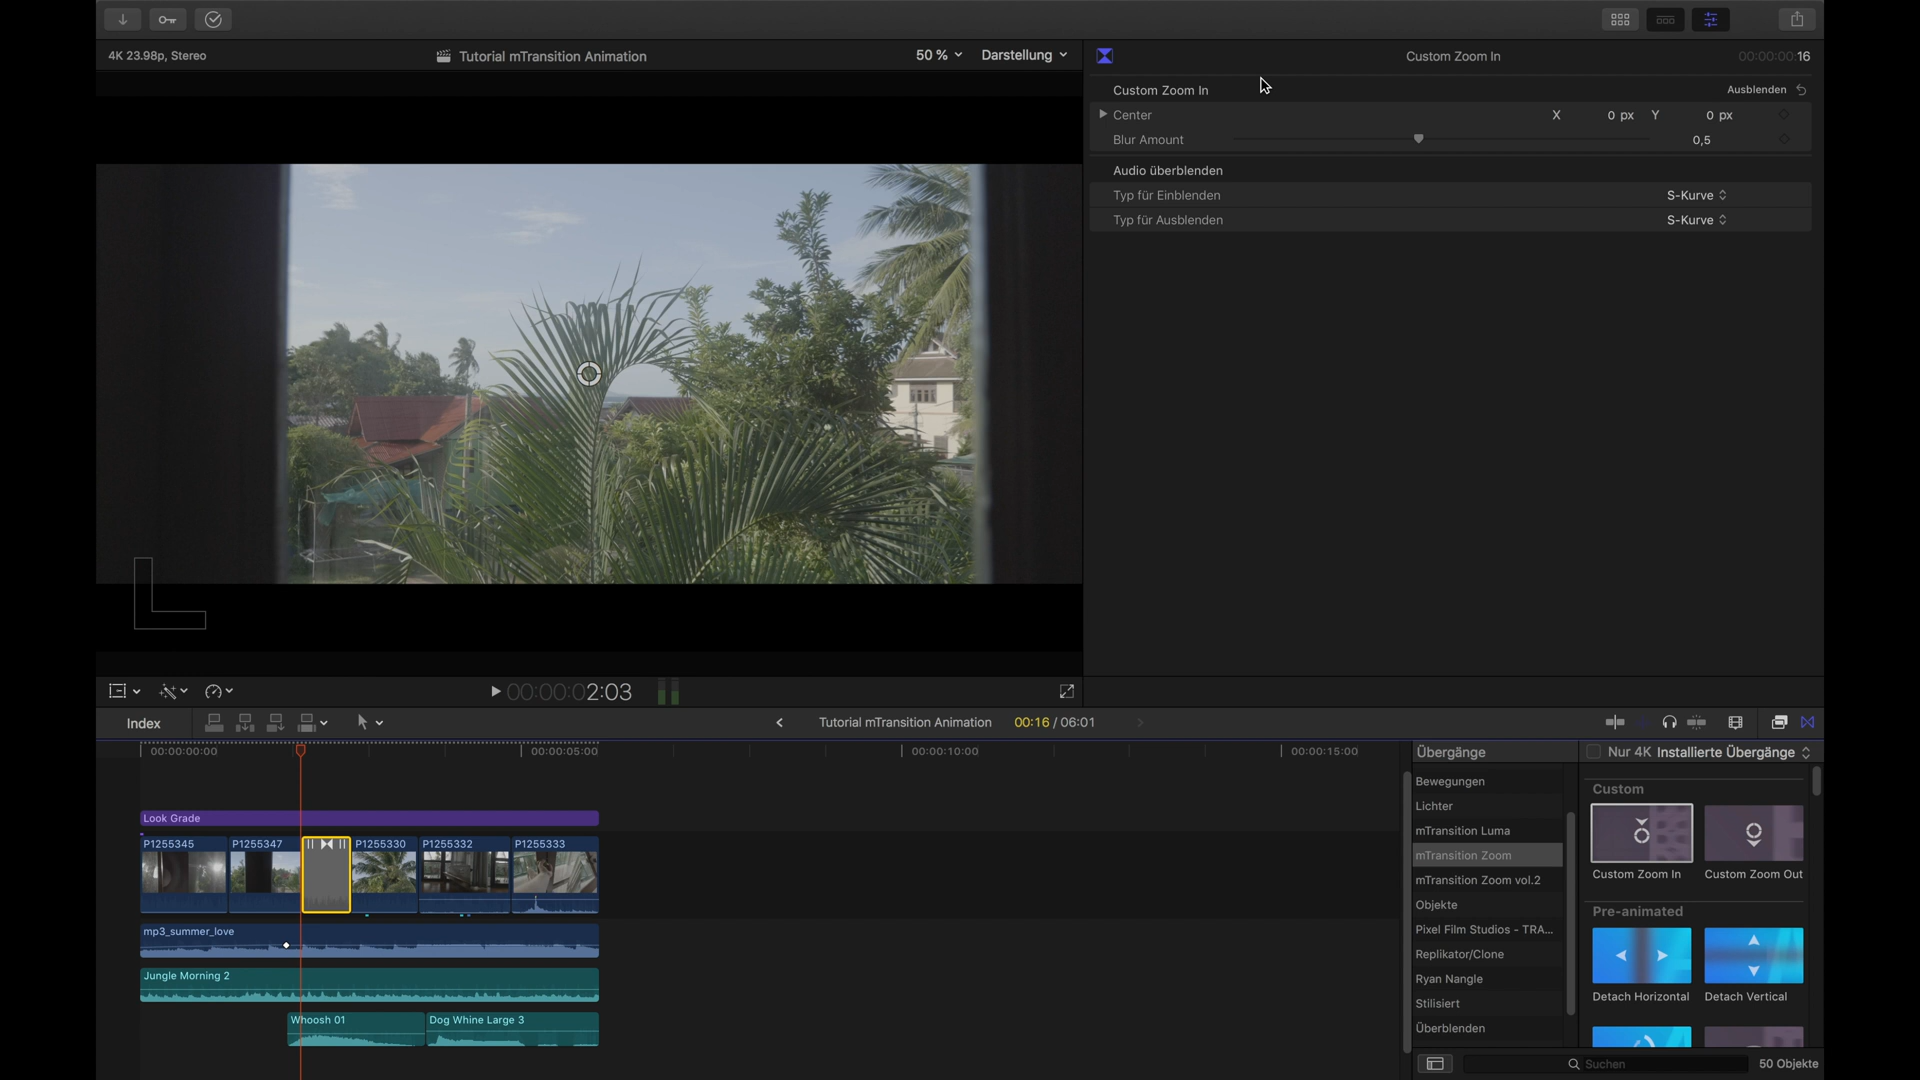 4K 23.98p, Stereo
Tutorial mTransition Animation
50 %
Darstellung
Custom Zoom In
00:00:00:16
Custom Zoom In
Ausblenden
Center
X
0 px
Y
0 px
Blur Amount
0,5
Audio überblenden
Typ für Einblenden
S-Kurve
Typ für Ausblenden
S-Kurve
00:00:02:03
Index
Tutorial mTransition Animation
00:16 / 06:01
00:00:00:00
00:00:05:00
00:00:10:00
00:00:15:00
Look Grade
P1255345
P1255347
P1255330
P1255332
P1255333
mp3_summer_love
Jungle Morning 2
Whoosh 01
Dog Whine Large 3
Übergänge
Nur 4K
Installierte Übergänge
Bewegungen
Lichter
mTransition Luma
mTransition Zoom
mTransition Zoom vol.2
Objekte
Pixel Film Studios - TRA...
Replikator/Clone
Ryan Nangle
Stilisiert
Überblenden
Custom
Custom Zoom In
Custom Zoom Out
Pre-animated
Detach Horizontal
Detach Vertical
Suchen
50 Objekte